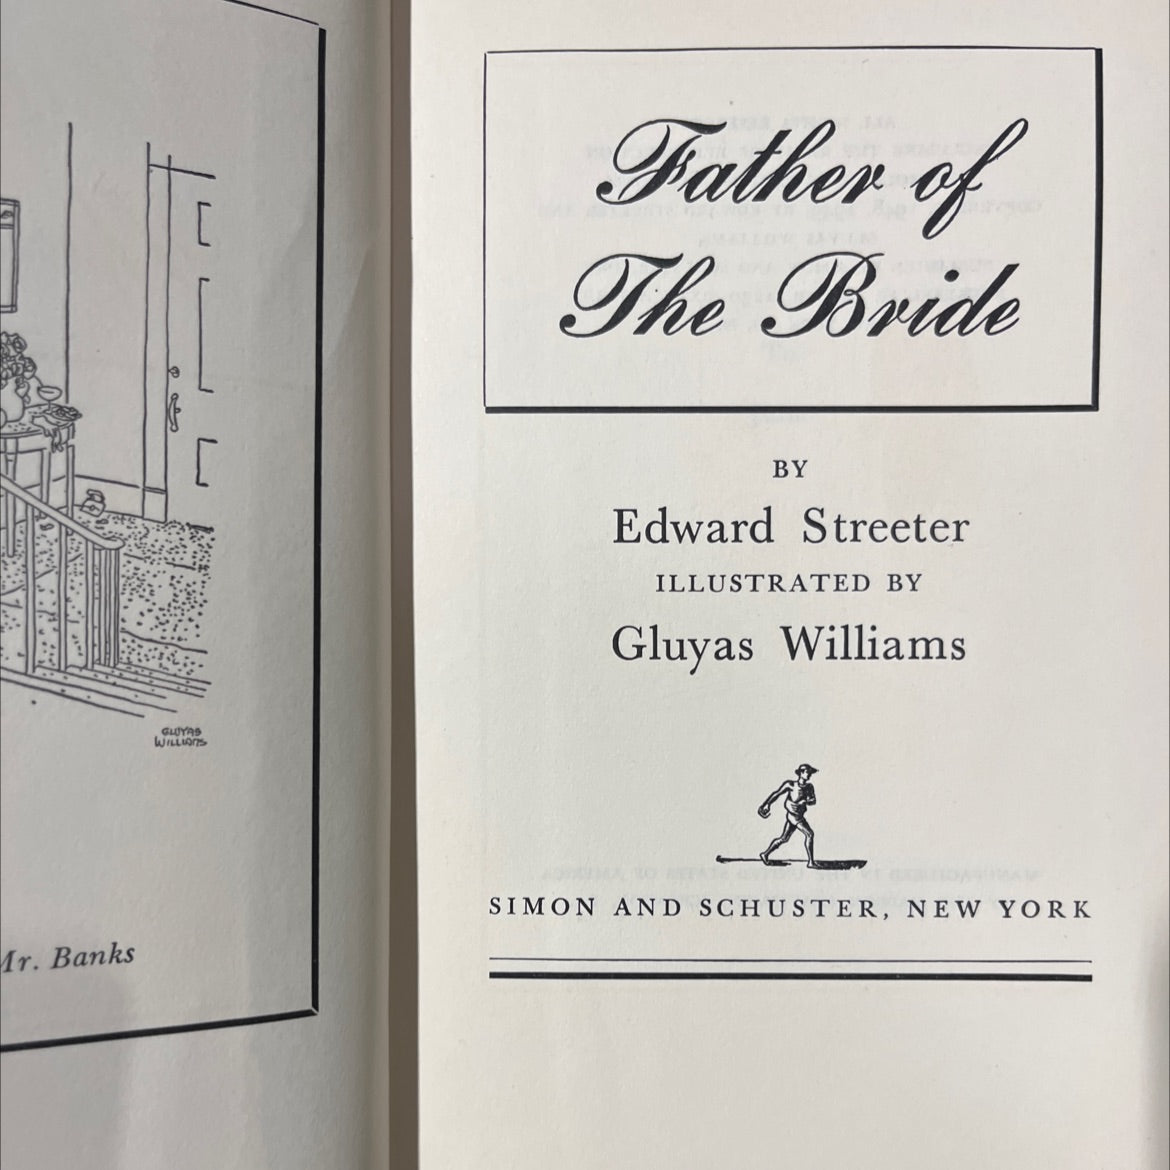 GLUYAS
WILLIAMS
Mr. Banks
Father of
The Bride
BY
Edward Streeter
ILLUSTRATED BY
Gluyas Williams
SIMON AND SCHUSTER, NEW YORK